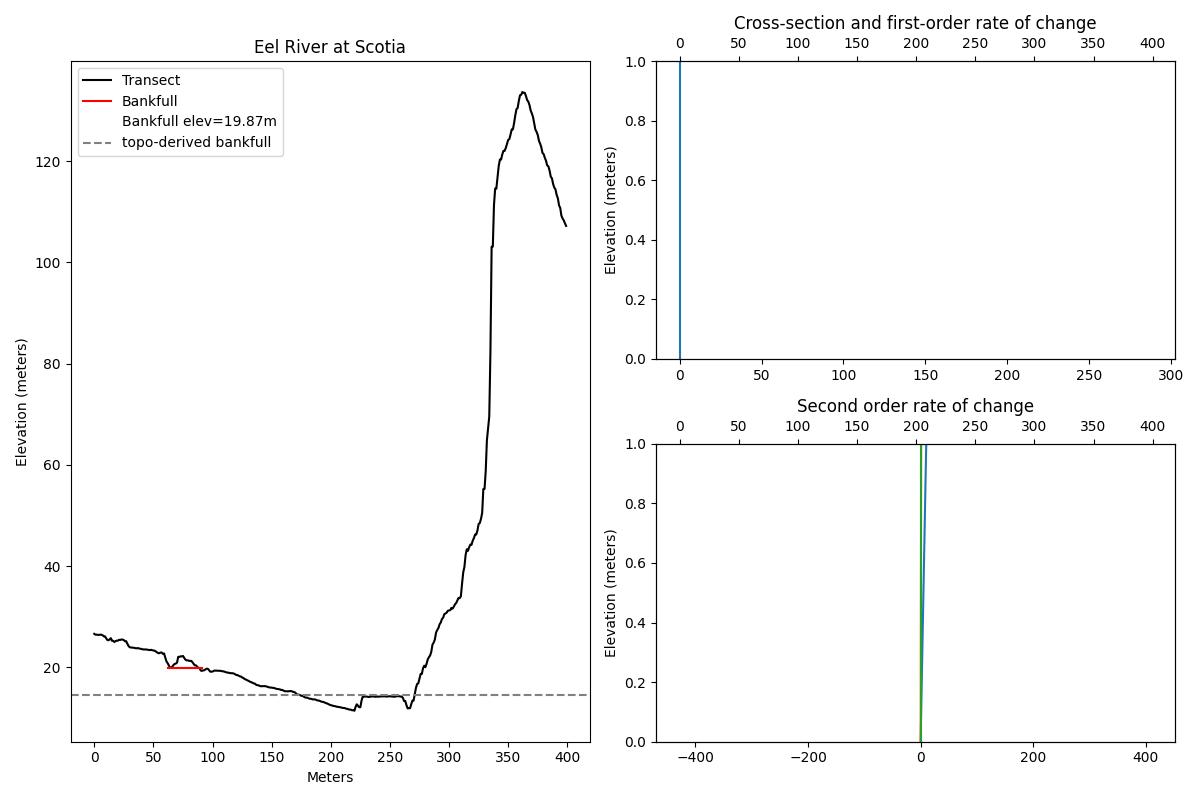 Eel River at Scotia
Transect
Bankfull
Bankfull elev=19.87m
topo-derived bankfull
120
100
80
60
40
20
Elevation (meters)
0 50 100 150 200 250 300 350 400
Meters
Cross-section and first-order rate of change
0 50 100 150 200 250 300 350 400
1.0
0.8
0.6
0.4
0.2
0.0
Elevation (meters)
0 50 100 150 200 250 300
Second order rate of change
0 50 100 150 200 250 300 350 400
1.0
0.8
0.6
0.4
0.2
0.0
Elevation (meters)
−400 −200 0 200 400